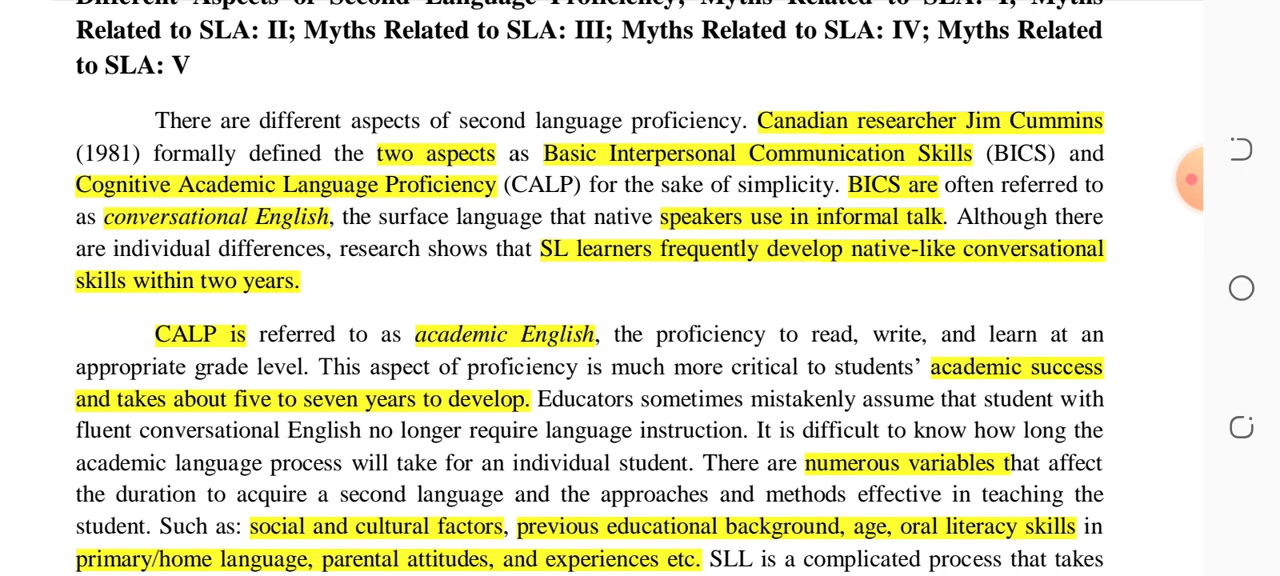 Different Aspects of Second Language Proficiency; Myths Related to SLA: I; Myths
Related to SLA: II; Myths Related to SLA: III; Myths Related to SLA: IV; Myths Related
to SLA: V
There are different aspects of second language proficiency. Canadian researcher Jim Cummins
(1981) formally defined the two aspects as Basic Interpersonal Communication Skills (BICS) and
Cognitive Academic Language Proficiency (CALP) for the sake of simplicity. BICS are often referred to
as conversational English, the surface language that native speakers use in informal talk. Although there
are individual differences, research shows that SL learners frequently develop native-like conversational
skills within two years.
CALP is referred to as academic English, the proficiency to read, write, and learn at an
appropriate grade level. This aspect of proficiency is much more critical to students’ academic success
and takes about five to seven years to develop. Educators sometimes mistakenly assume that student with
fluent conversational English no longer require language instruction. It is difficult to know how long the
academic language process will take for an individual student. There are numerous variables that affect
the duration to acquire a second language and the approaches and methods effective in teaching the
student. Such as: social and cultural factors, previous educational background, age, oral literacy skills in
primary/home language, parental attitudes, and experiences etc. SLL is a complicated process that takes